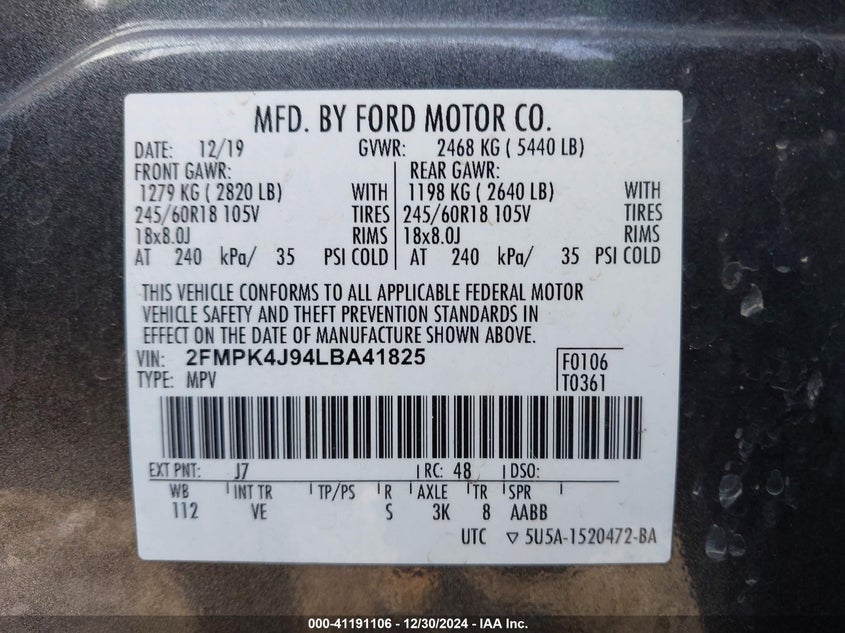 MFD. BY FORD MOTOR CO.
DATE: 12/19 GVWR: 2468 KG ( 5440 LB)
FRONT GAWR: REAR GAWR:
1279 KG ( 2820 LB) WITH 1198 KG ( 2640 LB) WITH
245/60R18 105V TIRES 245/60R18 105V TIRES
18x8.0J RIMS 18x8.0J RIMS
AT 240 kPa/ 35 PSI COLD AT 240 kPa/ 35 PSI COLD
THIS VEHICLE CONFORMS TO ALL APPLICABLE FEDERAL MOTOR
VEHICLE SAFETY AND THEFT PREVENTION STANDARDS IN
EFFECT ON THE DATE OF MANUFACTURE SHOWN ABOVE.
VIN: 2FMPK4J94LBA41825 F0106
TYPE: MPV T0361
EXT PNT: J7 RC: 48 DSO:
WB INT TR TP/PS R AXLE TR SPR
112 VE S 3K 8 AABB
UTC ▽ 5U5A-1520472-BA
000-41191106 - 12/30/2024 - IAA Inc.